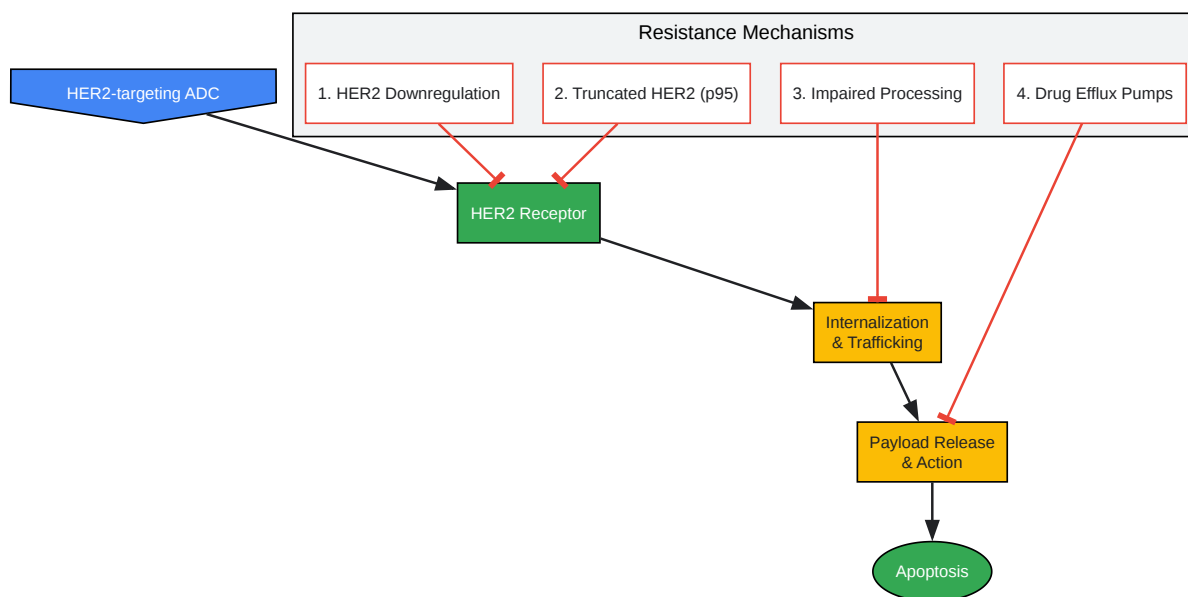 Resistance Mechanisms
HER2-targeting ADC
1. HER2 Downregulation
2. Truncated HER2 (p95)
3. Impaired Processing
4. Drug Efflux Pumps
HER2 Receptor
Internalization
& Trafficking
Payload Release
& Action
Apoptosis